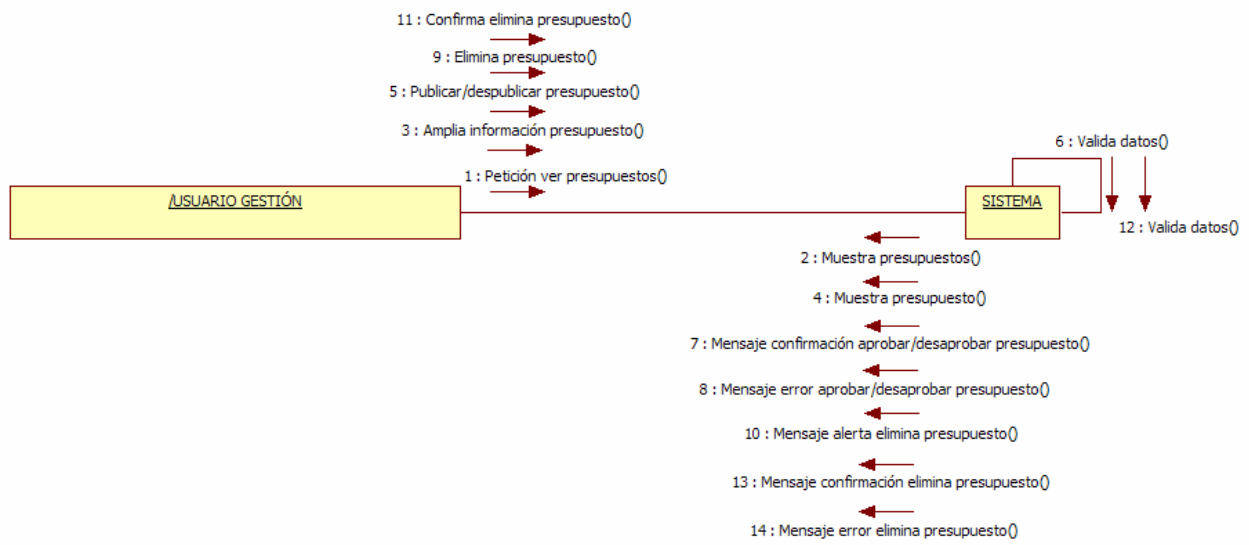 11 : Confirma elimina presupuesto()
9 : Elimina presupuesto()
5 : Publicar/despublicar presupuesto()
3 : Amplia información presupuesto()
6 : Valida datos()
1 : Petición ver presupuestos()
/USUARIO GESTIÓN
SISTEMA
12 : Valida datos()
2 : Muestra presupuestos()
4 : Muestra presupuesto()
7 : Mensaje confirmación aprobar/desaprobar presupuesto()
8 : Mensaje error aprobar/desaprobar presupuesto()
10 : Mensaje alerta elimina presupuesto()
13 : Mensaje confirmación elimina presupuesto()
14 : Mensaje error elimina presupuesto()